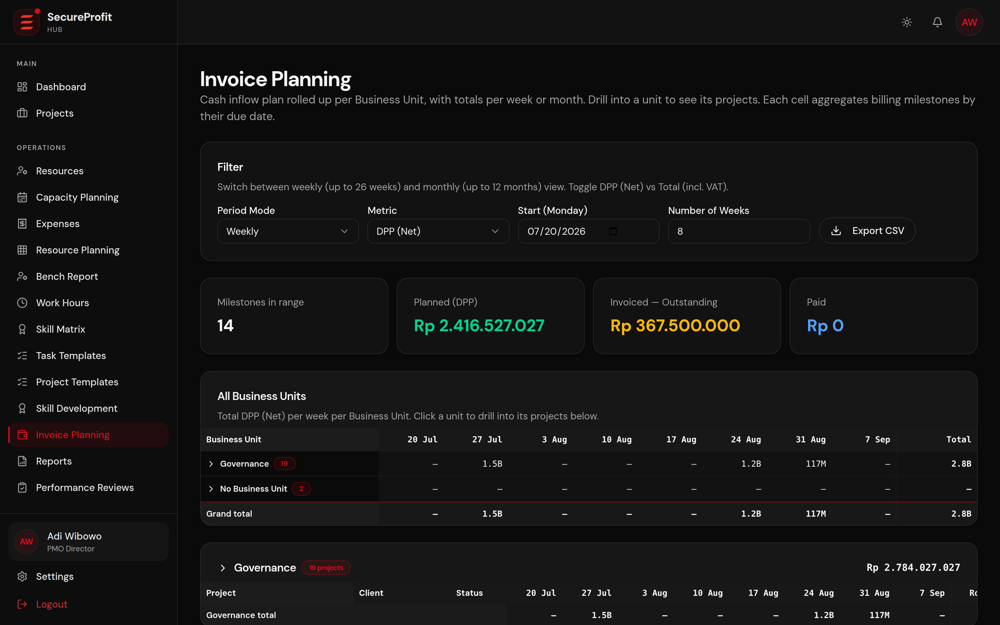 SecureProfit
HUB
AW
MAIN
Dashboard
Projects
OPERATIONS
Resources
Capacity Planning
Expenses
Resource Planning
Bench Report
Work Hours
Skill Matrix
Task Templates
Project Templates
Skill Development
Invoice Planning
Reports
Performance Reviews
AW
Adi Wibowo
PMO Director
Settings
Logout
Invoice Planning
Cash inflow plan rolled up per Business Unit, with totals per week or month. Drill into a unit to see its projects. Each cell aggregates billing milestones by
their due date.
Filter
Switch between weekly (up to 26 weeks) and monthly (up to 12 months) view. Toggle DPP (Net) vs Total (incl. VAT).
Period Mode Metric Start (Monday) Number of Weeks
Weekly DPP (Net) 07/20/2026 8 Export CSV
Milestones in range Planned (DPP) Invoiced — Outstanding Paid
14 Rp 2.416.527.027 Rp 367.500.000 Rp 0
All Business Units
Total DPP (Net) per week per Business Unit. Click a unit to drill into its projects below.
Business Unit 20 Jul 27 Jul 3 Aug 10 Aug 17 Aug 24 Aug 31 Aug 7 Sep Total
Governance 19 — 1.5B — — — 1.2B 117M — 2.8B
No Business Unit 2 — — — — — — — — —
Grand total — 1.5B — — — 1.2B 117M — 2.8B
Governance 19 projects Rp 2.784.027.027
Project Client Status 20 Jul 27 Jul 3 Aug 10 Aug 17 Aug 24 Aug 31 Aug 7 Sep
Governance total — 1.5B — — — 1.2B 117M —